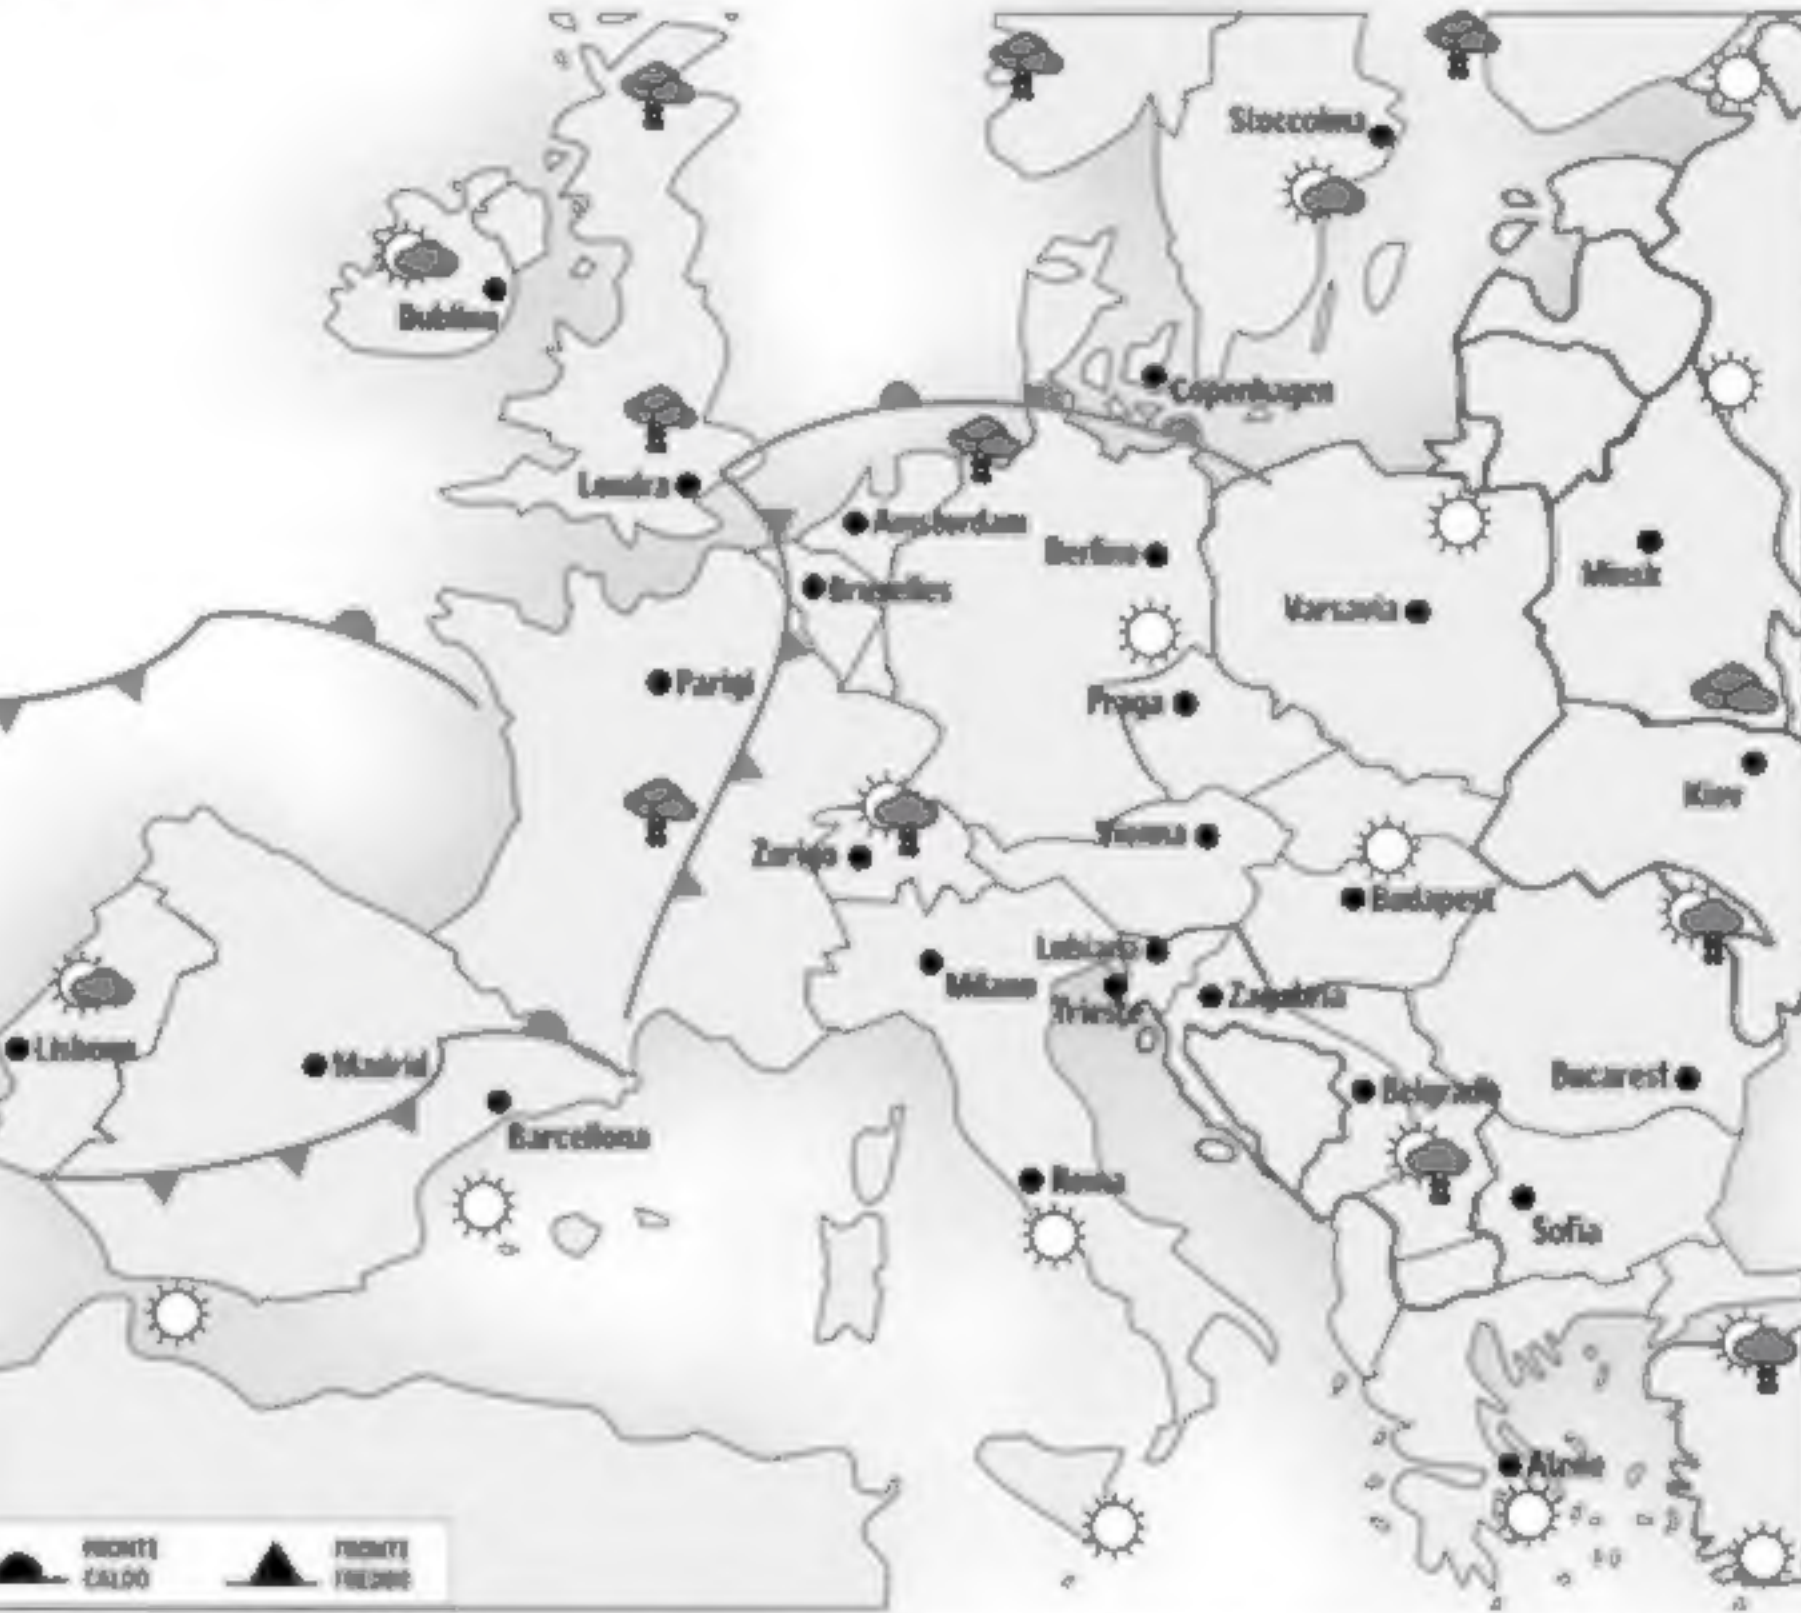 Stoccolma
Dublino
Copenhagen
Londra
Amsterdam
Berlino
Bruxelles
Minsk
Varsavia
Parigi
Praga
Kiev
Vienna
Zurigo
Budapest
Lubiana
Milano
Zagabria
Trieste
Lisbona
Madrid
Belgrado
Bucarest
Barcellona
Roma
Sofia
Atene
FRONTE
CALDO
FRONTE
FREDDO